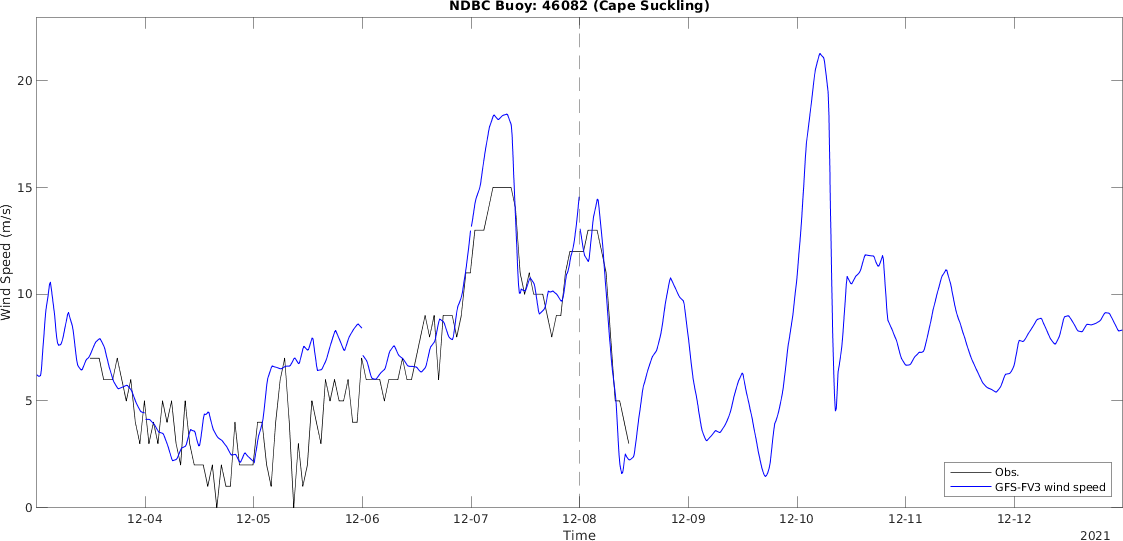 NDBC Buoy: 46082 (Cape Suckling)
Wind Speed (m/s)
20
15
10
5
0
12-04 12-05 12-06 12-07 12-08 12-09 12-10 12-11 12-12
Time
2021
Obs.
GFS-FV3 wind speed